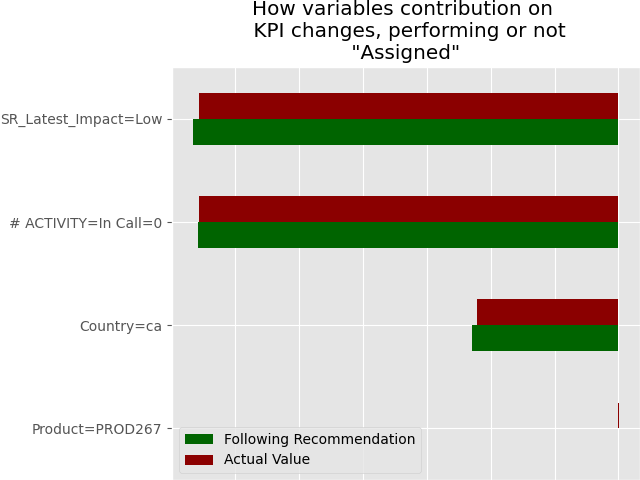 How variables contribution on
KPI changes, performing or not
"Assigned"
SR_Latest_Impact=Low
# ACTIVITY=In Call=0
Country=ca
Product=PROD267
Following Recommendation
Actual Value